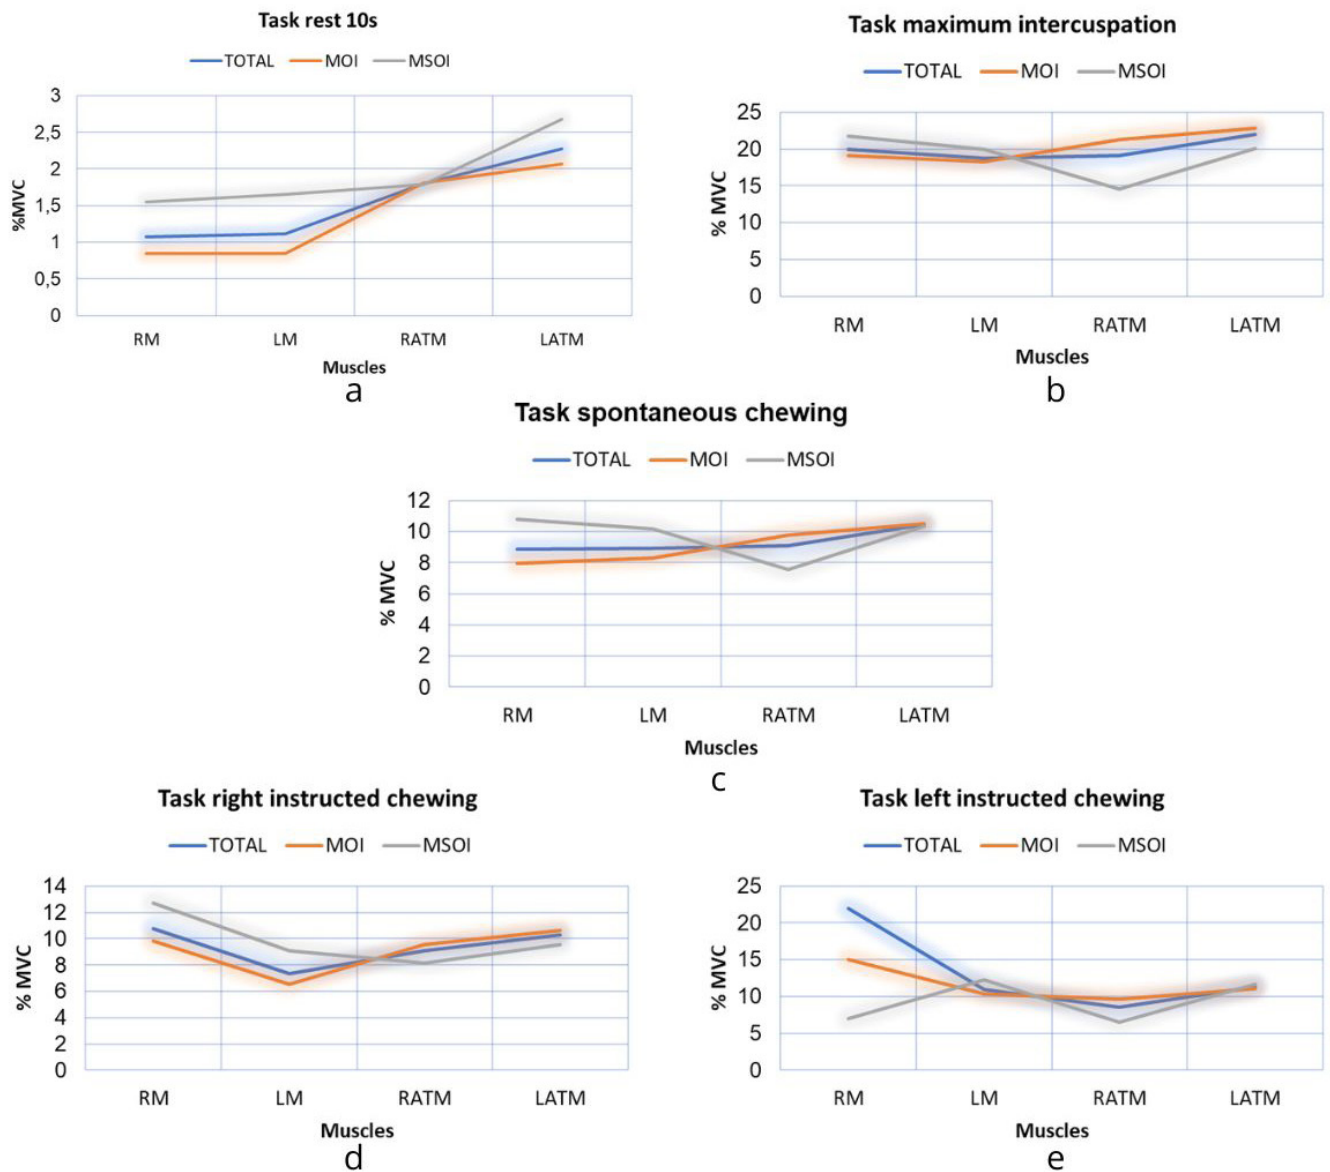 Task rest 10s
TOTAL MOI MSOI
3
2,5
2
1,5
1
0,5
0
%MVC
RM LM RATM LATM
Muscles
a
Task maximum intercuspation
TOTAL MOI MSOI
25
20
15
10
5
0
% MVC
RM LM RATM LATM
Muscles
b
Task spontaneous chewing
TOTAL MOI MSOI
12
10
8
6
4
2
0
% MVC
RM LM RATM LATM
Muscles
c
Task right instructed chewing
TOTAL MOI MSOI
14
12
10
8
6
4
2
0
% MVC
RM LM RATM LATM
Muscles
d
Task left instructed chewing
TOTAL MOI MSOI
25
20
15
10
5
0
% MVC
RM LM RATM LATM
Muscles
e